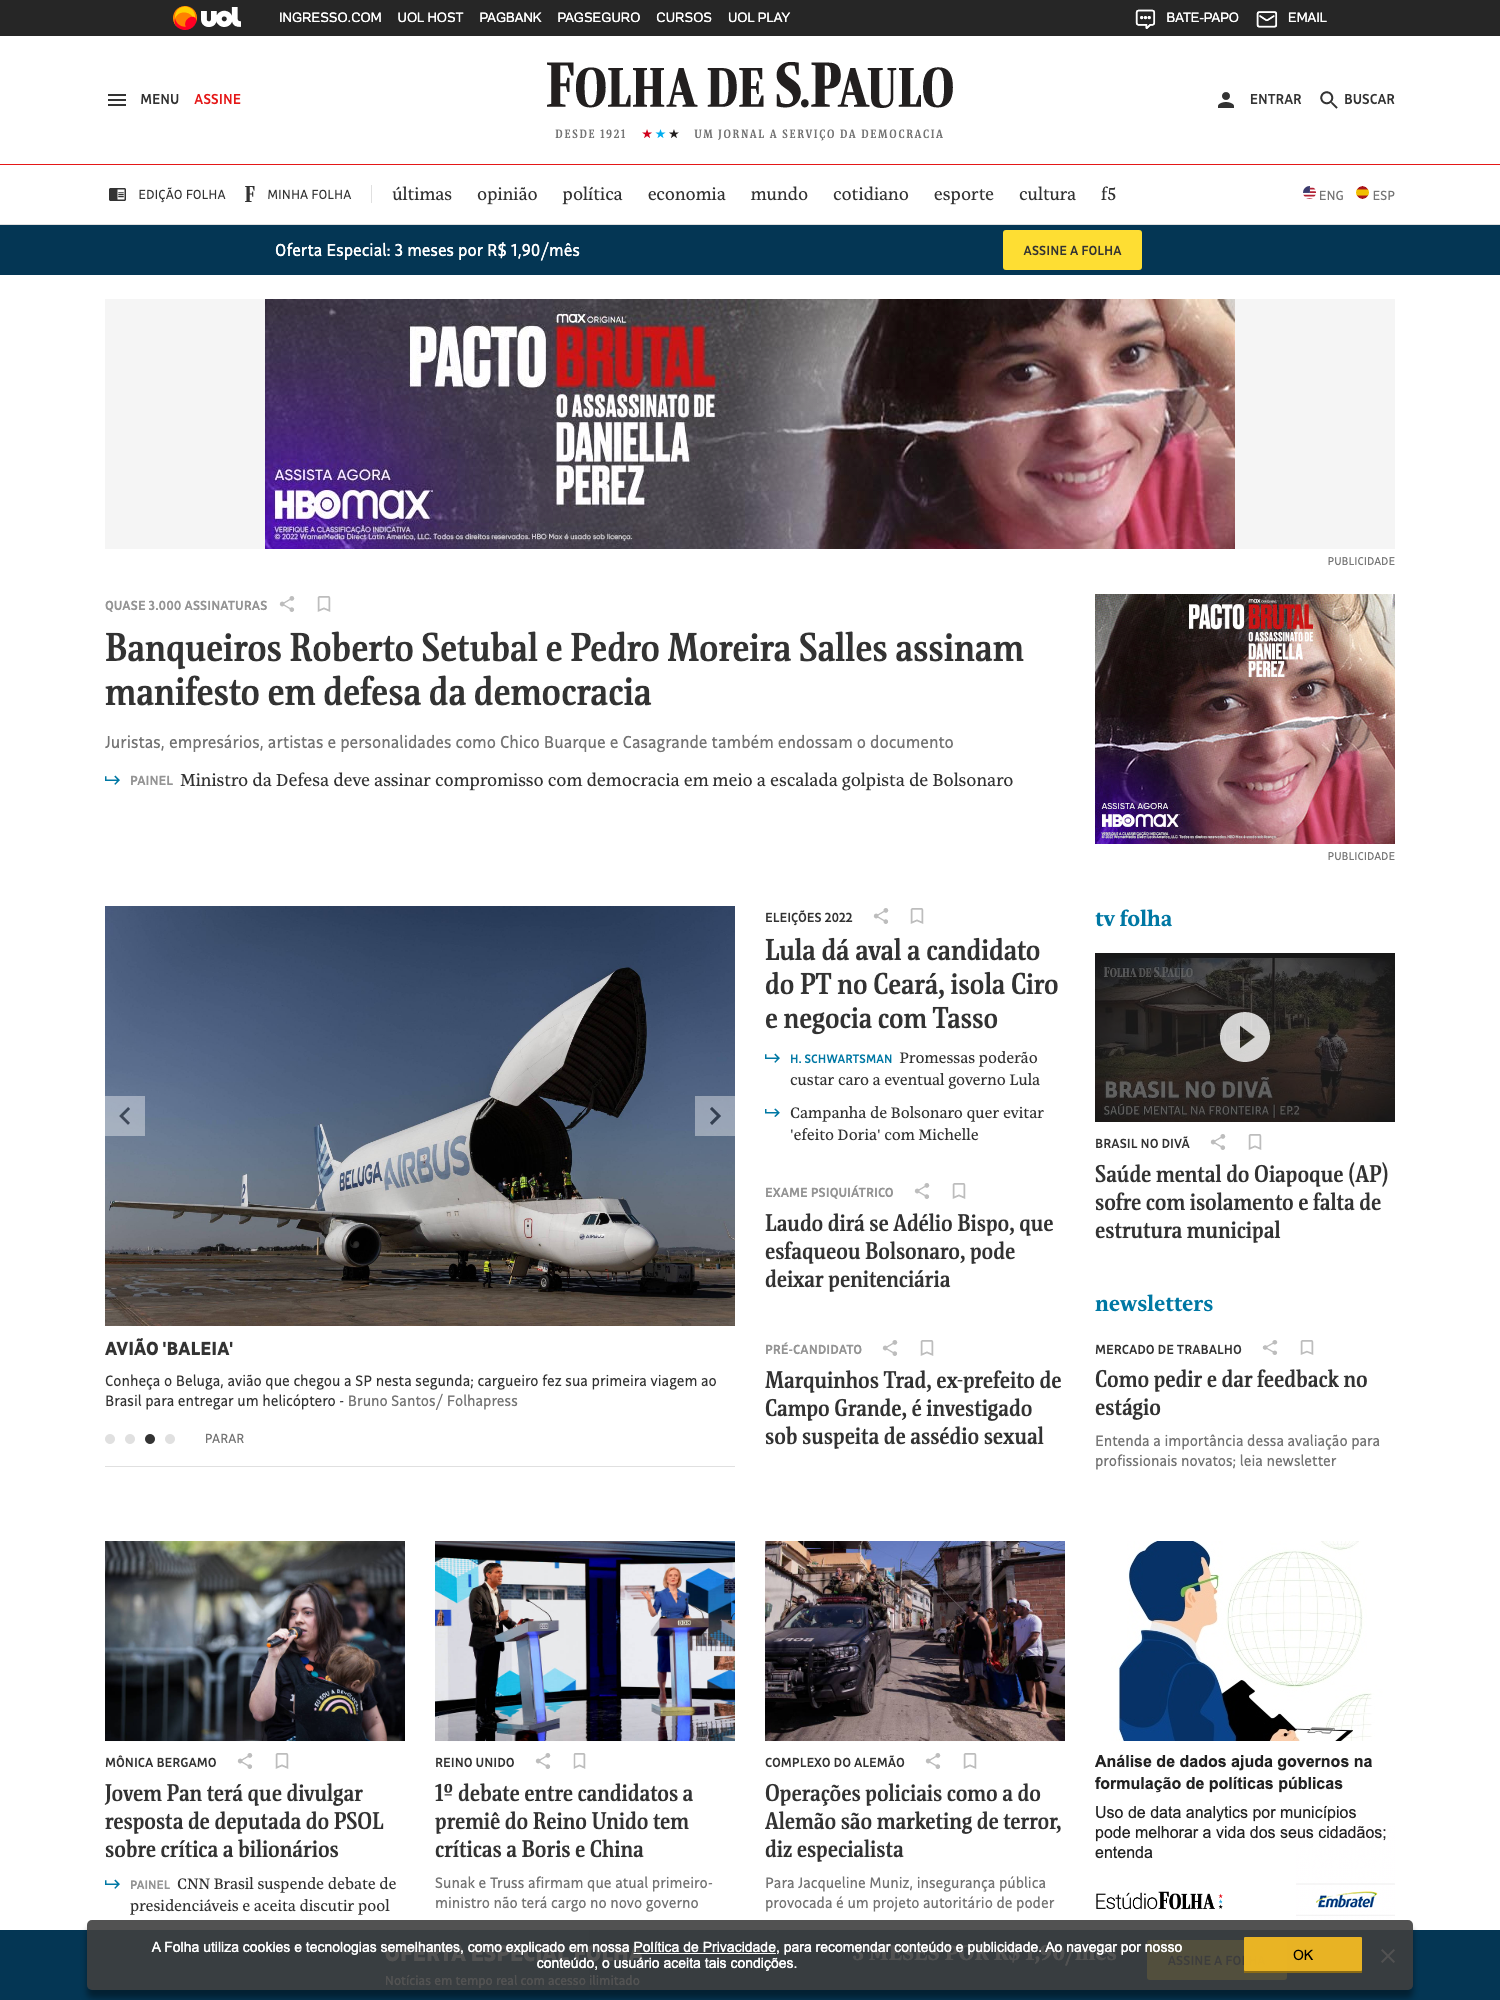 uol
INGRESSO.COM UOL HOST PAGBANK PAGSEGURO CURSOS UOL PLAY
BATE-PAPO EMAIL
MENU ASSINE
FOLHA DE S.PAULO
ENTRAR BUSCAR
DESDE 1921 ★★★ UM JORNAL A SERVIÇO DA DEMOCRACIA
EDIÇÃO FOLHA F MINHA FOLHA
últimas opinião política economia mundo cotidiano esporte cultura f5
ENG ESP
Oferta Especial: 3 meses por R$ 1,90/mês
ASSINE A FOLHA
max ORIGINAL
PACTO BRUTAL
O ASSASSINATO DE
DANIELLA
PEREZ
ASSISTA AGORA
HBOmax
VERIFIQUE A CLASSIFICAÇÃO INDICATIVA
© 2022 WarnerMedia Direct Latin America, LLC. Todos os direitos reservados. HBO Max é usado sob licença.
PUBLICIDADE
QUASE 3.000 ASSINATURAS
Banqueiros Roberto Setubal e Pedro Moreira Salles assinam
manifesto em defesa da democracia
Juristas, empresários, artistas e personalidades como Chico Buarque e Casagrande também endossam o documento
PAINEL Ministro da Defesa deve assinar compromisso com democracia em meio a escalada golpista de Bolsonaro
PACTO BRUTAL
O ASSASSINATO DE
DANIELLA
PEREZ
ASSISTA AGORA
HBOmax
PUBLICIDADE
BELUGA AIRBUS
AIRBUS
AVIÃO 'BALEIA'
Conheça o Beluga, avião que chegou a SP nesta segunda; cargueiro fez sua primeira viagem ao
Brasil para entregar um helicóptero - Bruno Santos/ Folhapress
PARAR
ELEIÇÕES 2022
Lula dá aval a candidato
do PT no Ceará, isola Ciro
e negocia com Tasso
H. SCHWARTSMAN Promessas poderão
custar caro a eventual governo Lula
Campanha de Bolsonaro quer evitar
'efeito Doria' com Michelle
EXAME PSIQUIÁTRICO
Laudo dirá se Adélio Bispo, que
esfaqueou Bolsonaro, pode
deixar penitenciária
PRÉ-CANDIDATO
Marquinhos Trad, ex-prefeito de
Campo Grande, é investigado
sob suspeita de assédio sexual
tv folha
FOLHA DE S.PAULO
BRASIL NO DIVÃ
SAÚDE MENTAL NA FRONTEIRA | EP.2
BRASIL NO DIVÃ
Saúde mental do Oiapoque (AP)
sofre com isolamento e falta de
estrutura municipal
newsletters
MERCADO DE TRABALHO
Como pedir e dar feedback no
estágio
Entenda a importância dessa avaliação para
profissionais novatos; leia newsletter
MÔNICA BERGAMO
Jovem Pan terá que divulgar
resposta de deputada do PSOL
sobre crítica a bilionários
PAINEL CNN Brasil suspende debate de
presidenciáveis e aceita discutir pool
REINO UNIDO
1º debate entre candidatos a
premiê do Reino Unido tem
críticas a Boris e China
Sunak e Truss afirmam que atual primeiro-
ministro não terá cargo no novo governo
BOPE
COMPLEXO DO ALEMÃO
Operações policiais como a do
Alemão são marketing de terror,
diz especialista
Para Jacqueline Muniz, insegurança pública
provocada é um projeto autoritário de poder
Análise de dados ajuda governos na
formulação de políticas públicas
Uso de data analytics por municípios
pode melhorar a vida dos seus cidadãos;
entenda
EstúdioFOLHA
Embratel
A Folha utiliza cookies e tecnologias semelhantes, como explicado em nossa Política de Privacidade, para recomendar conteúdo e publicidade. Ao navegar por nosso
conteúdo, o usuário aceita tais condições.
OK
Notícias em tempo real com acesso ilimitado
ASSINE A FO